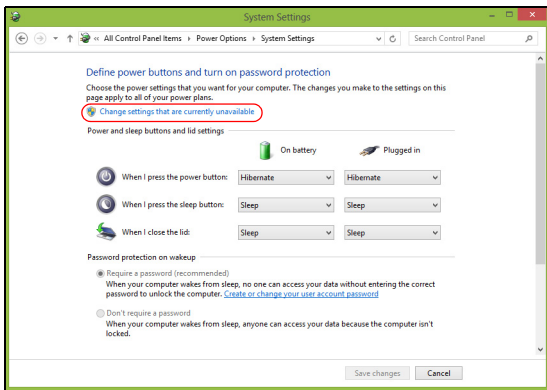 System Settings
« All Control Panel Items Power Options System Settings
Search Control Panel
Define power buttons and turn on password protection
Choose the power settings that you want for your computer. The changes you make to the settings on this
page apply to all of your power plans.
Change settings that are currently unavailable
Power and sleep buttons and lid settings
On battery Plugged in
When I press the power button: Hibernate Hibernate
When I press the sleep button: Sleep Sleep
When I close the lid: Sleep Sleep
Password protection on wakeup
Require a password (recommended)
When your computer wakes from sleep, no one can access your data without entering the correct
password to unlock the computer. Create or change your user account password
Don't require a password
When your computer wakes from sleep, anyone can access your data because the computer isn't
locked.
Save changes Cancel